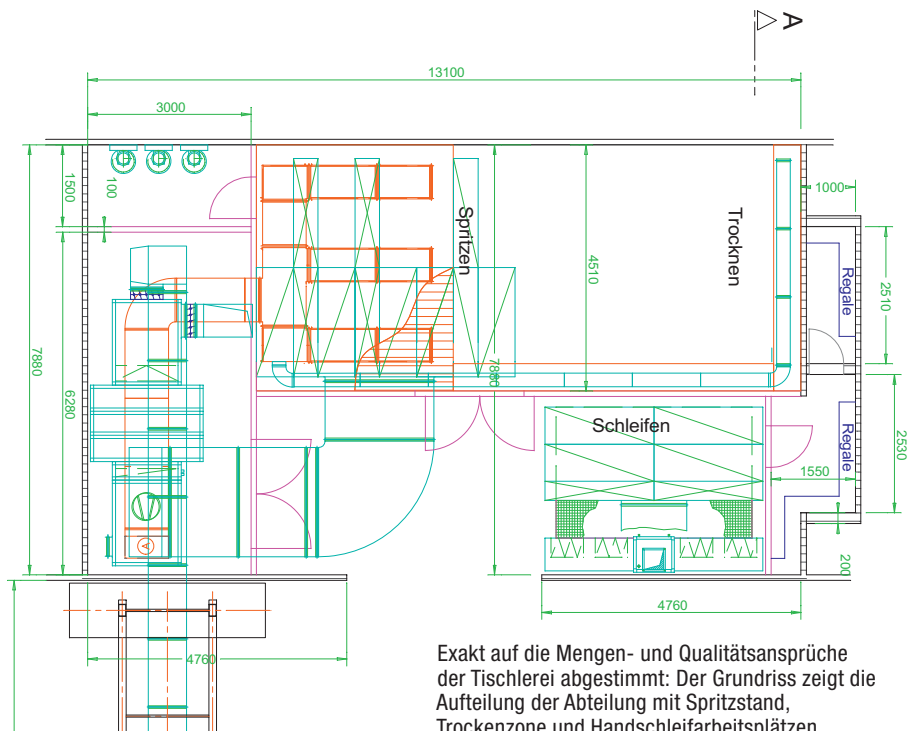 A
13100
3000
1500
100
1000
Spritzen
Trocknen
4510
Regale
2510
7880
6280
7880
Schleifen
Regale
2530
1550
200
A
4760
4760
Exakt auf die Mengen- und Qualitätsansprüche
der Tischlerei abgestimmt: Der Grundriss zeigt die
Aufteilung der Abteilung mit Spritzstand,
Trockenzone und Handschleifarbeitsplätzen